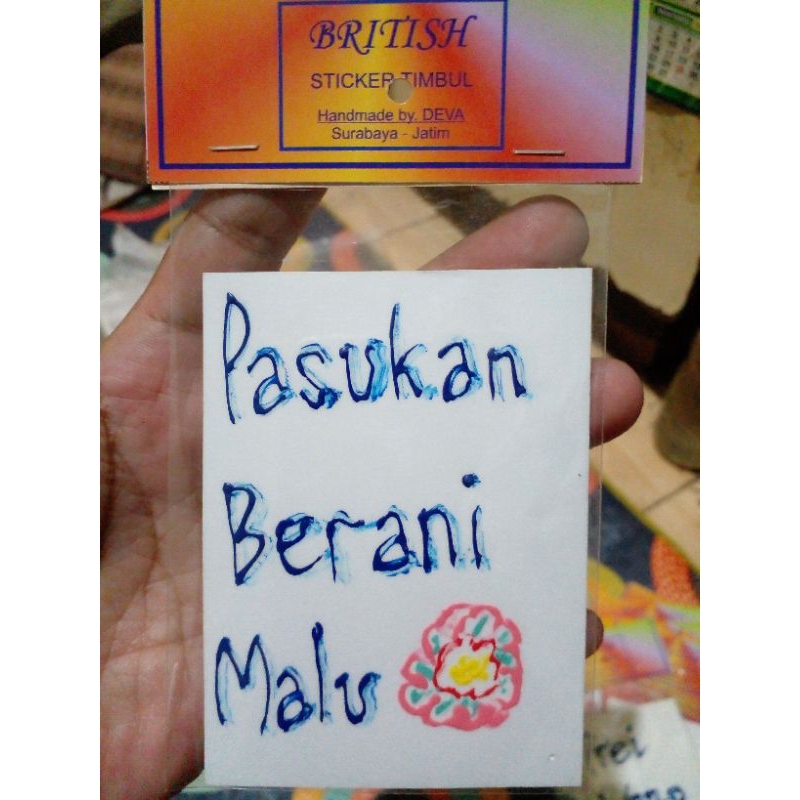 BRITISH
STICKER TIMBUL
Handmade by. DEVA
Surabaya - Jatim
Pasukan
Berani
Malu